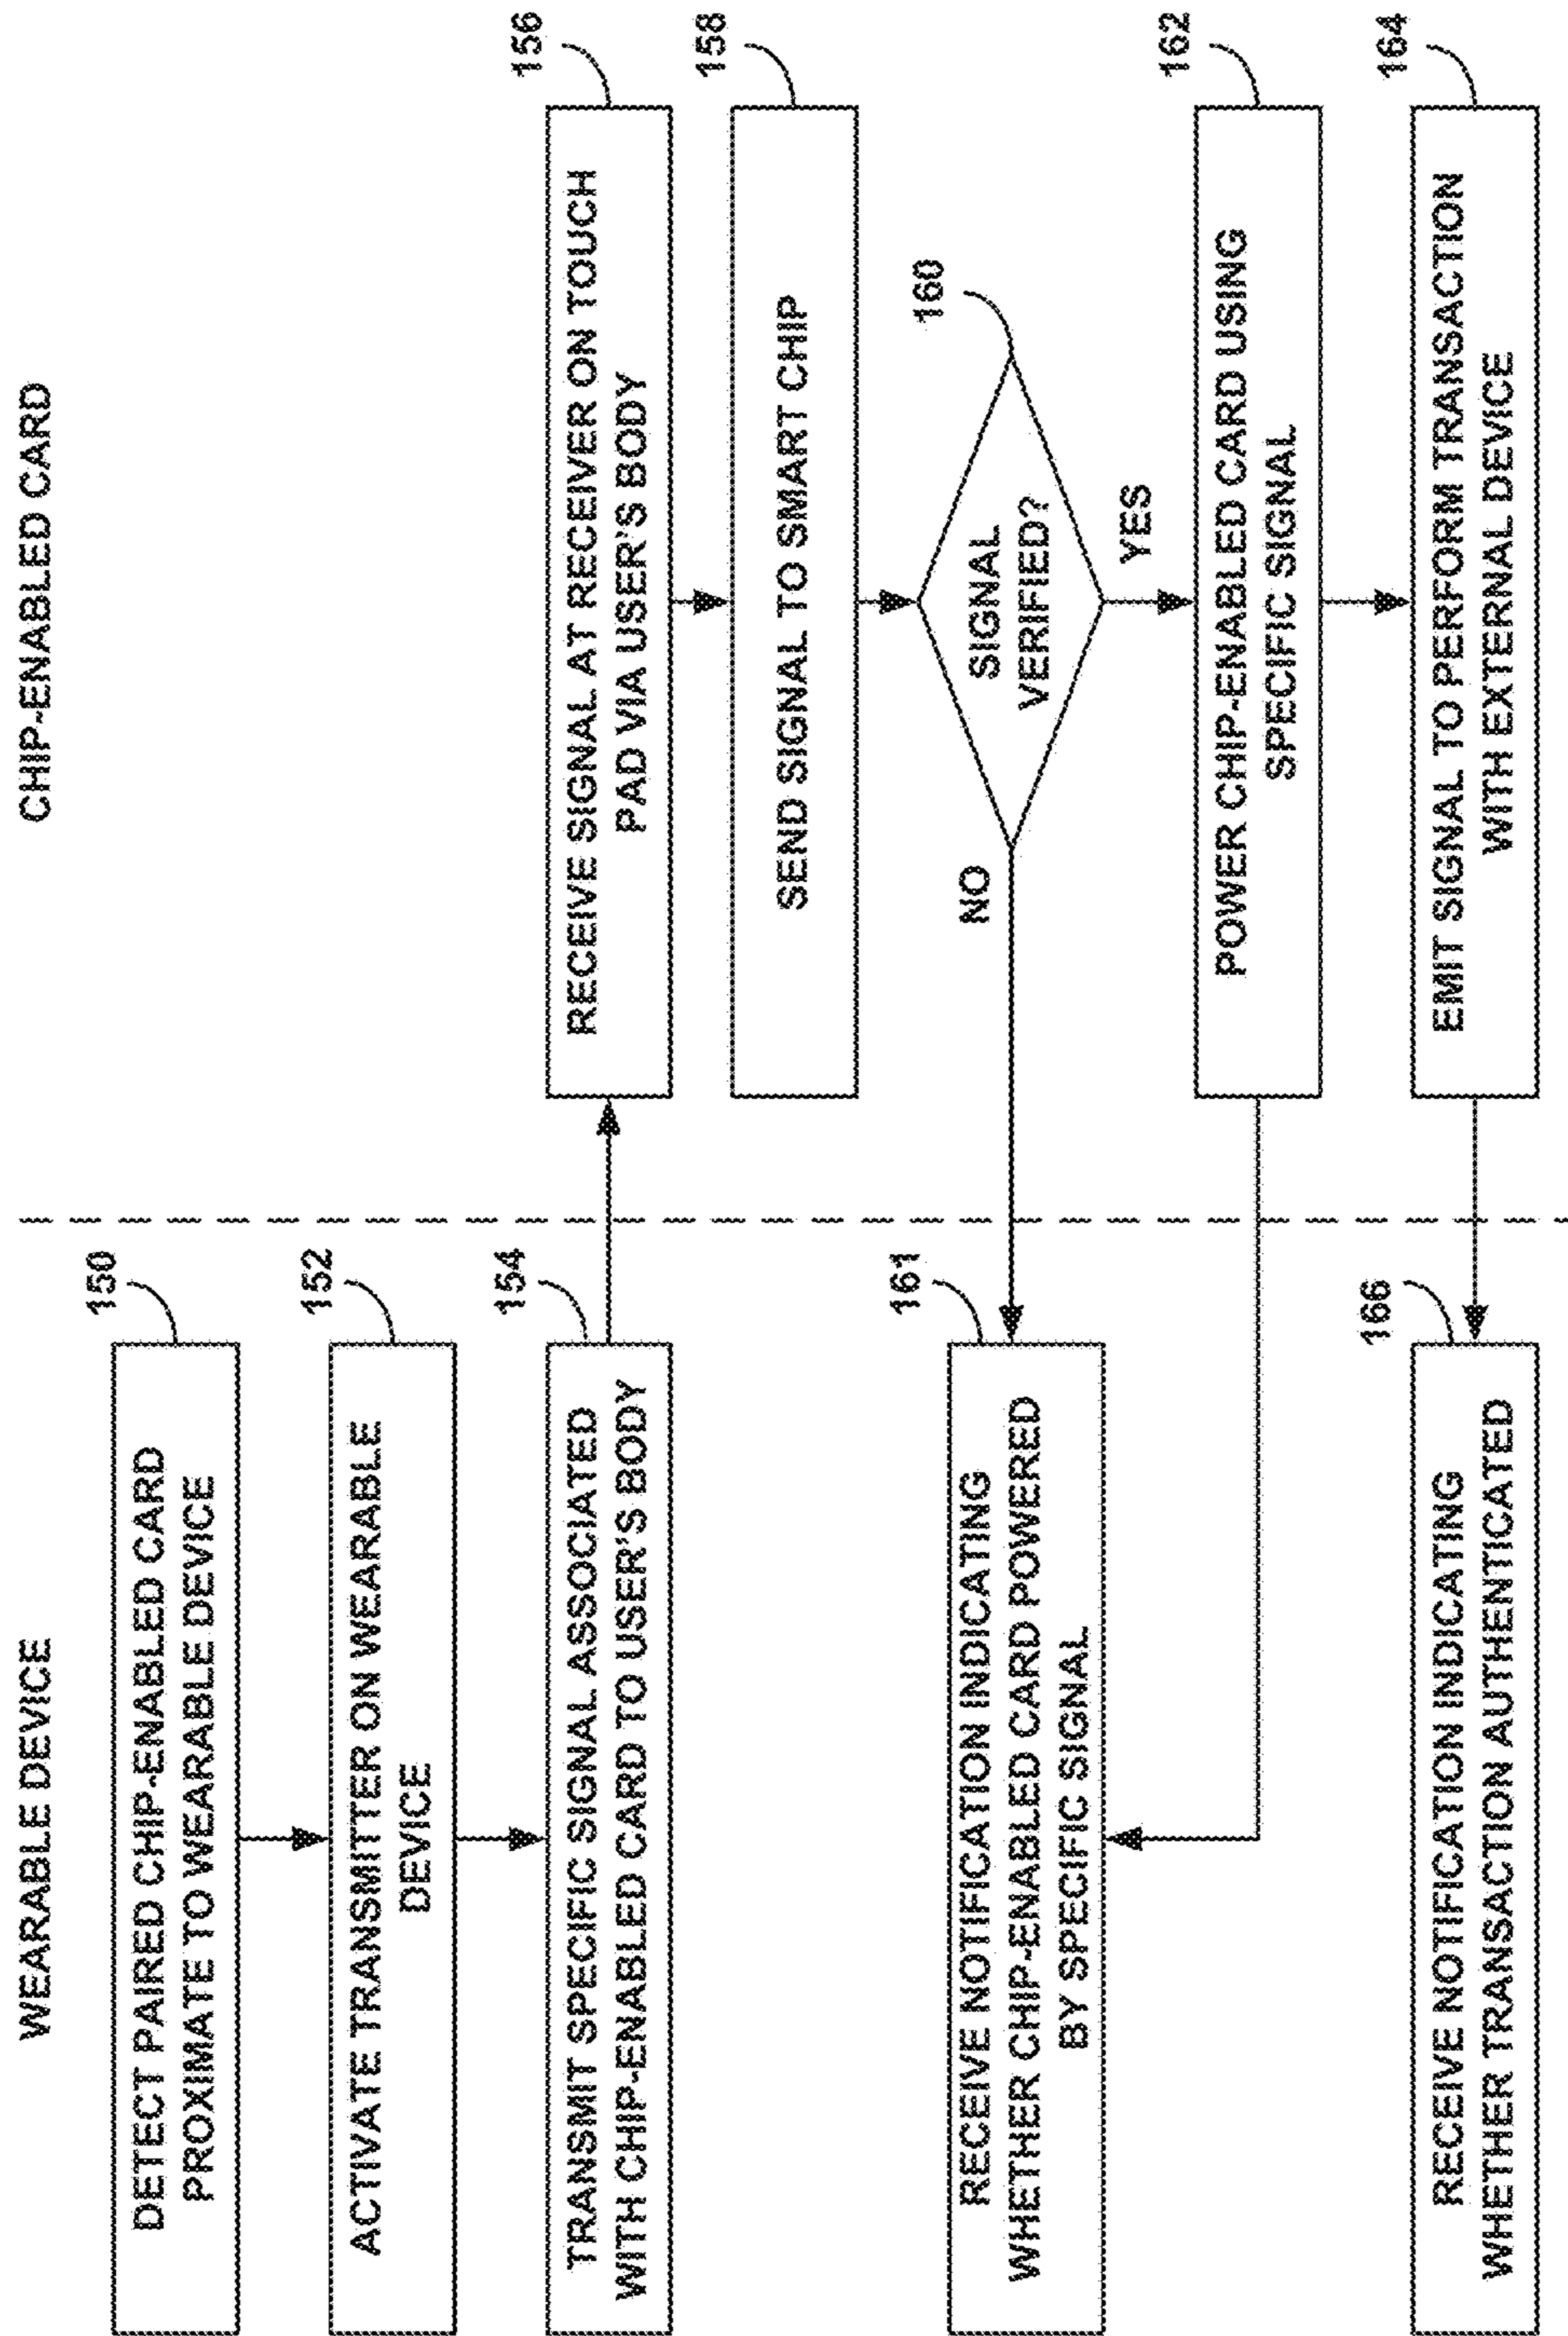 WEARABLE DEVICE
CHIP-ENABLED CARD
150
DETECT PAIRED CHIP-ENABLED CARD
PROXIMATE TO WEARABLE DEVICE
152
ACTIVATE TRANSMITTER ON WEARABLE
DEVICE
154
TRANSMIT SPECIFIC SIGNAL ASSOCIATED
WITH CHIP-ENABLED CARD TO USER'S BODY
156
RECEIVE SIGNAL AT RECEIVER ON TOUCH
PAD VIA USER'S BODY
158
SEND SIGNAL TO SMART CHIP
160
SIGNAL
VERIFIED?
NO
YES
161
RECEIVE NOTIFICATION INDICATING
WHETHER CHIP-ENABLED CARD POWERED
BY SPECIFIC SIGNAL
162
POWER CHIP-ENABLED CARD USING
SPECIFIC SIGNAL
164
EMIT SIGNAL TO PERFORM TRANSACTION
WITH EXTERNAL DEVICE
166
RECEIVE NOTIFICATION INDICATING
WHETHER TRANSACTION AUTHENTICATED